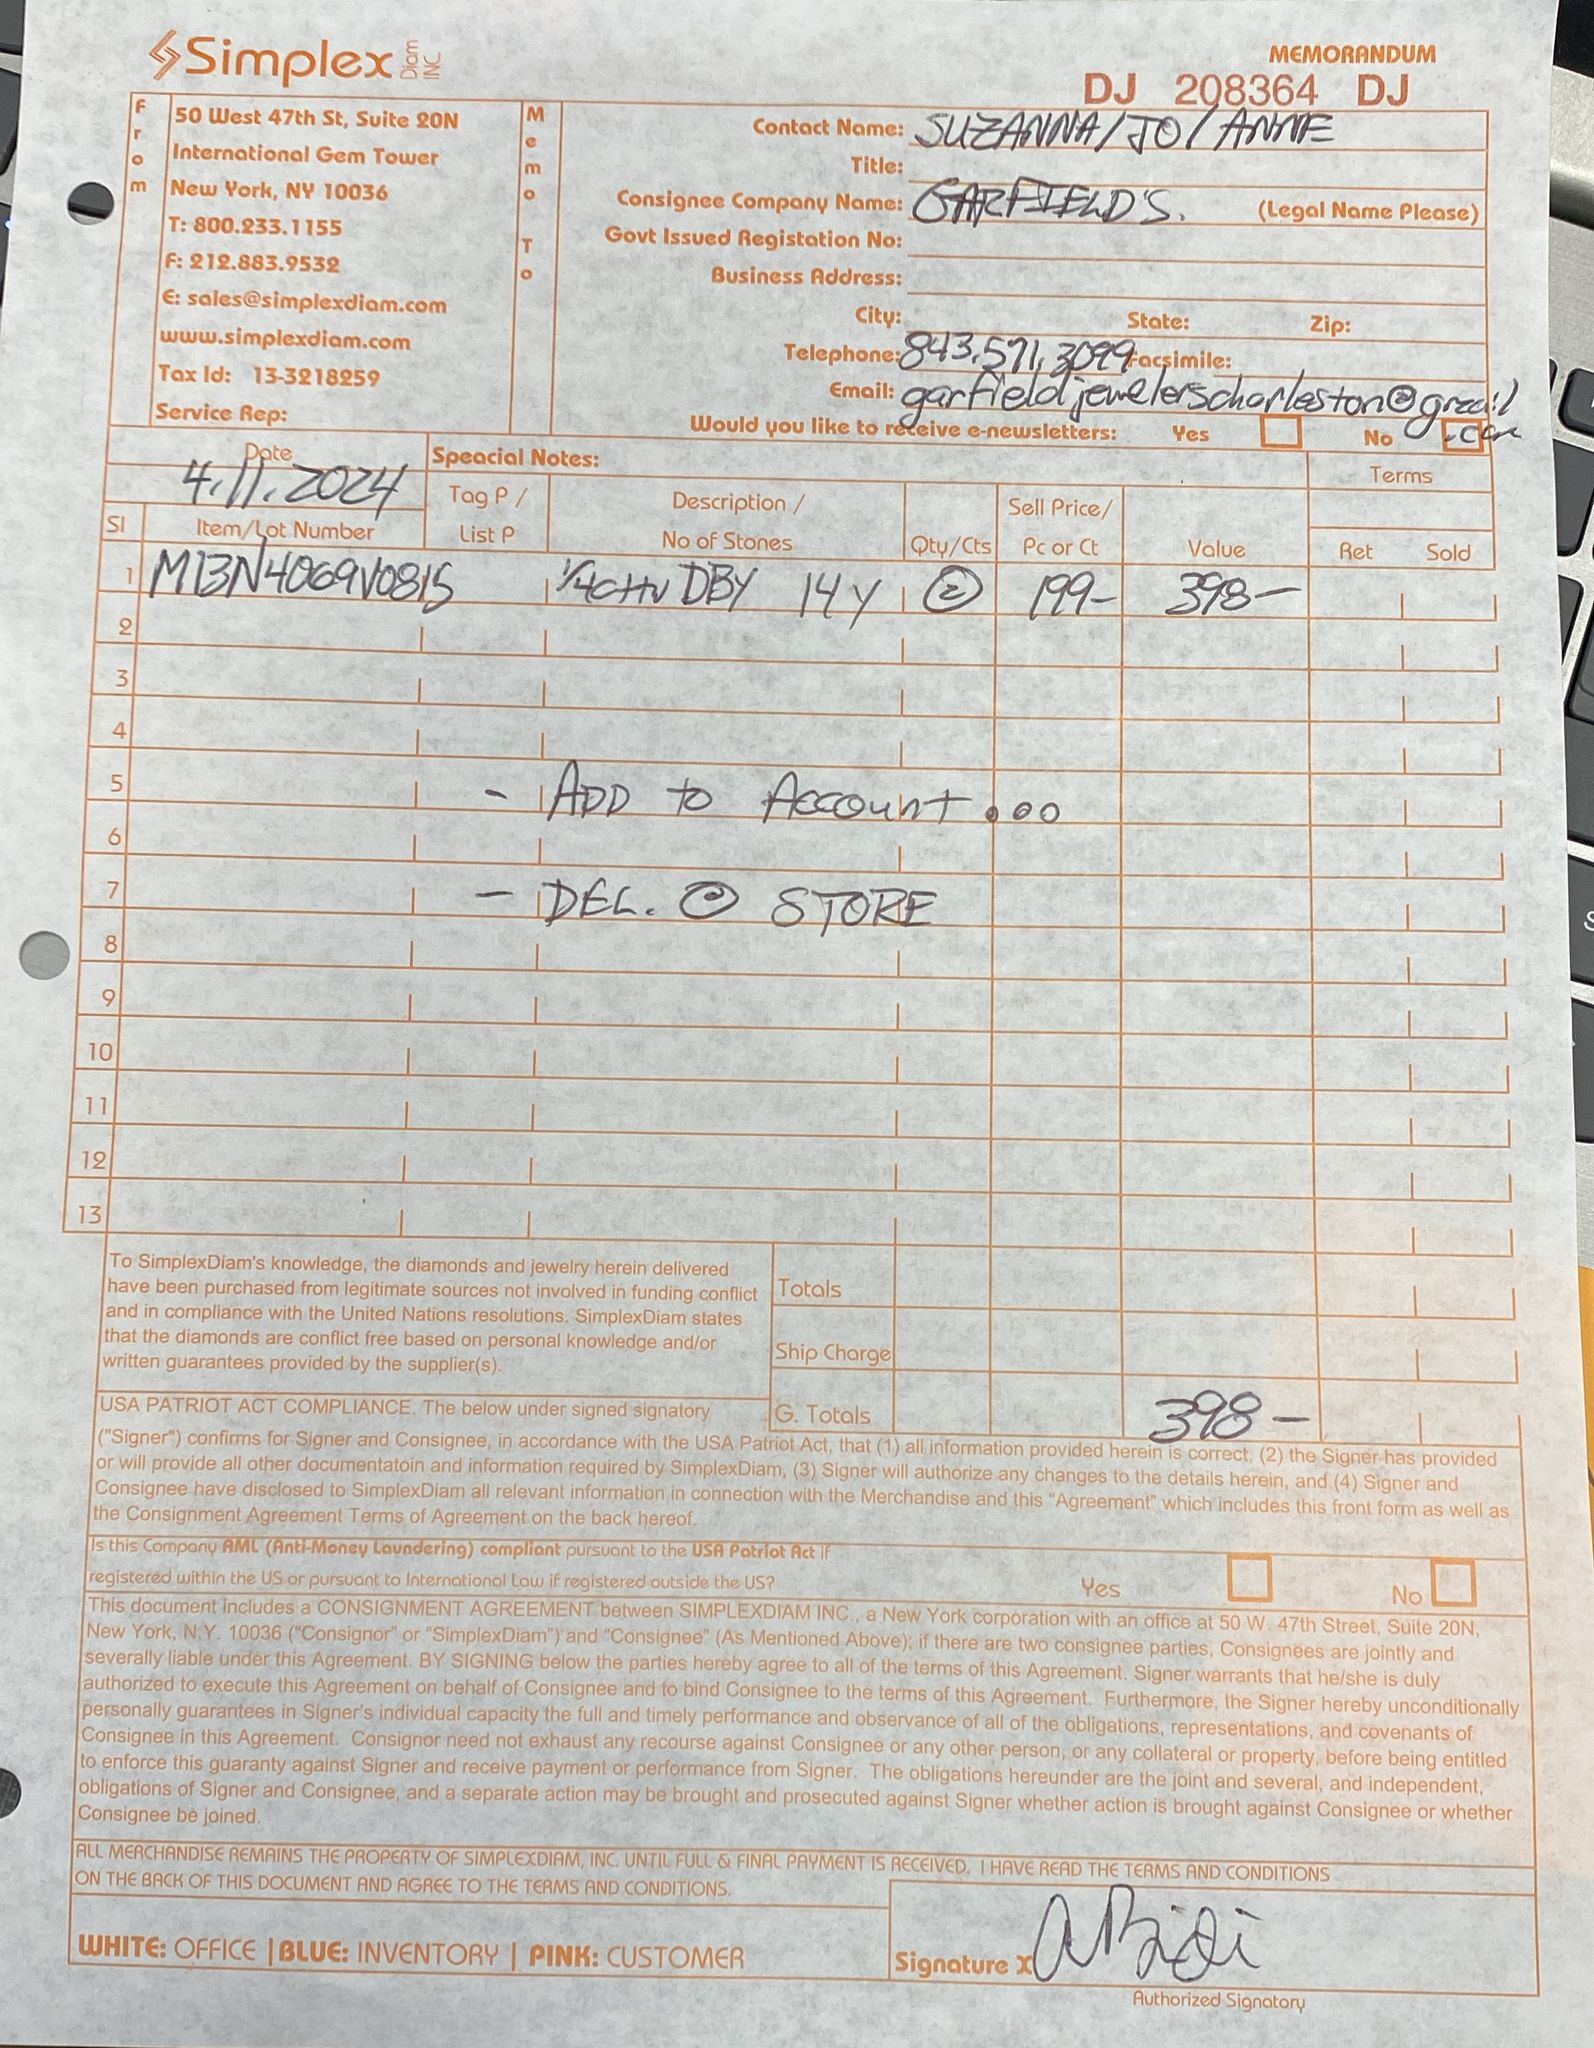 Simplex Diam INC.
MEMORANDUM
DJ 208364 DJ
From
50 West 47th St, Suite 20N
International Gem Tower
New York, NY 10036
T: 800.233.1155
F: 212.883.9532
E: sales@simplexdiam.com
www.simplexdiam.com
Tax Id: 13-3218259
Service Rep:
Memo To
Contact Name: SUZANNA/JO/ANNE
Title:
Consignee Company Name: GARFIELD'S. (Legal Name Please)
Govt Issued Registation No:
Business Address:
City: State: Zip:
Telephone: 843.571.3099 Facsimile:
Email: garfieldjewelerscharleston@gmail.com
Would you like to receive e-newsletters: Yes No
Date
4.11.2024
Speacial Notes:
Terms
Sl Item/Lot Number Tag P / List P Description / No of Stones Qty/Cts Sell Price/ Pc or Ct Value Ret Sold
1 M13N4069V0815 1/4CTTW DBY 14Y 2 199- 398-
2
3
4
5 - ADD to Account...
6
7 - DEL. @ STORE
8
9
10
11
12
13
To SimplexDiam's knowledge, the diamonds and jewelry herein delivered
have been purchased from legitimate sources not involved in funding conflict
and in compliance with the United Nations resolutions. SimplexDiam states
that the diamonds are conflict free based on personal knowledge and/or
written guarantees provided by the supplier(s).
Totals
Ship Charge
G. Totals 398-
USA PATRIOT ACT COMPLIANCE. The below under signed signatory
("Signer") confirms for Signer and Consignee, in accordance with the USA Patriot Act, that (1) all information provided herein is correct, (2) the Signer has provided
or will provide all other documentatoin and information required by SimplexDiam, (3) Signer will authorize any changes to the details herein, and (4) Signer and
Consignee have disclosed to SimplexDiam all relevant information in connection with the Merchandise and this "Agreement" which includes this front form as well as
the Consignment Agreement Terms of Agreement on the back hereof.
Is this Company AML (Anti-Money Laundering) compliant pursuant to the USA Patriot Act if
registered within the US or pursuant to International Law if registered outside the US? Yes No
This document includes a CONSIGNMENT AGREEMENT between SIMPLEXDIAM INC., a New York corporation with an office at 50 W. 47th Street, Suite 20N,
New York, N.Y. 10036 ("Consignor" or "SimplexDiam") and "Consignee" (As Mentioned Above); if there are two consignee parties, Consignees are jointly and
severally liable under this Agreement. BY SIGNING below the parties hereby agree to all of the terms of this Agreement. Signer warrants that he/she is duly
authorized to execute this Agreement on behalf of Consignee and to bind Consignee to the terms of this Agreement. Furthermore, the Signer hereby unconditionally
personally guarantees in Signer's individual capacity the full and timely performance and observance of all of the obligations, representations, and covenants of
Consignee in this Agreement. Consignor need not exhaust any recourse against Consignee or any other person, or any collateral or property, before being entitled
to enforce this guaranty against Signer and receive payment or performance from Signer. The obligations hereunder are the joint and several, and independent,
obligations of Signer and Consignee, and a separate action may be brought and prosecuted against Signer whether action is brought against Consignee or whether
Consignee be joined.
ALL MERCHANDISE REMAINS THE PROPERTY OF SIMPLEXDIAM, INC. UNTIL FULL & FINAL PAYMENT IS RECEIVED. I HAVE READ THE TERMS AND CONDITIONS
ON THE BACK OF THIS DOCUMENT AND AGREE TO THE TERMS AND CONDITIONS.
WHITE: OFFICE | BLUE: INVENTORY | PINK: CUSTOMER
Signature X
Authorized Signatory